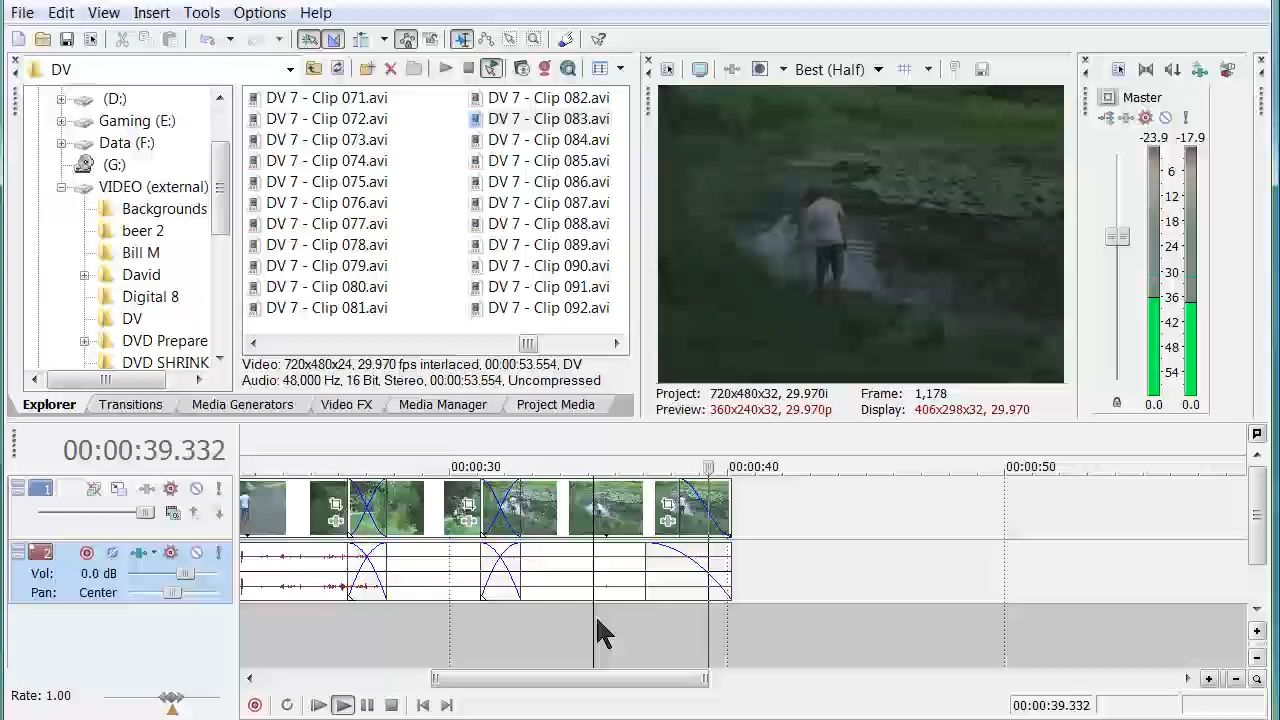 File Edit View Insert Tools Options Help
DV
Best (Half)
(D:)
Gaming (E:)
Data (F:)
(G:)
VIDEO (external)
Backgrounds
beer 2
Bill M
David
Digital 8
DV
DVD Prepare
DVD SHRINK
DV 7 - Clip 071.avi
DV 7 - Clip 072.avi
DV 7 - Clip 073.avi
DV 7 - Clip 074.avi
DV 7 - Clip 075.avi
DV 7 - Clip 076.avi
DV 7 - Clip 077.avi
DV 7 - Clip 078.avi
DV 7 - Clip 079.avi
DV 7 - Clip 080.avi
DV 7 - Clip 081.avi
DV 7 - Clip 082.avi
DV 7 - Clip 083.avi
DV 7 - Clip 084.avi
DV 7 - Clip 085.avi
DV 7 - Clip 086.avi
DV 7 - Clip 087.avi
DV 7 - Clip 088.avi
DV 7 - Clip 089.avi
DV 7 - Clip 090.avi
DV 7 - Clip 091.avi
DV 7 - Clip 092.avi
Video: 720x480x24, 29.970 fps interlaced, 00:00:53.554, DV
Audio: 48,000 Hz, 16 Bit, Stereo, 00:00:53.554, Uncompressed
Explorer Transitions Media Generators Video FX Media Manager Project Media
Project: 720x480x32, 29.970i Frame: 1,178
Preview: 360x240x32, 29.970p Display: 406x298x32, 29.970
Master
-23.9 -17.9
6
12
18
24
30
36
42
48
54
0.0 0.0
00:00:39.332
00:00:30 00:00:40 00:00:50
1
2
Vol: 0.0 dB
Pan: Center
Rate: 1.00
00:00:39.332